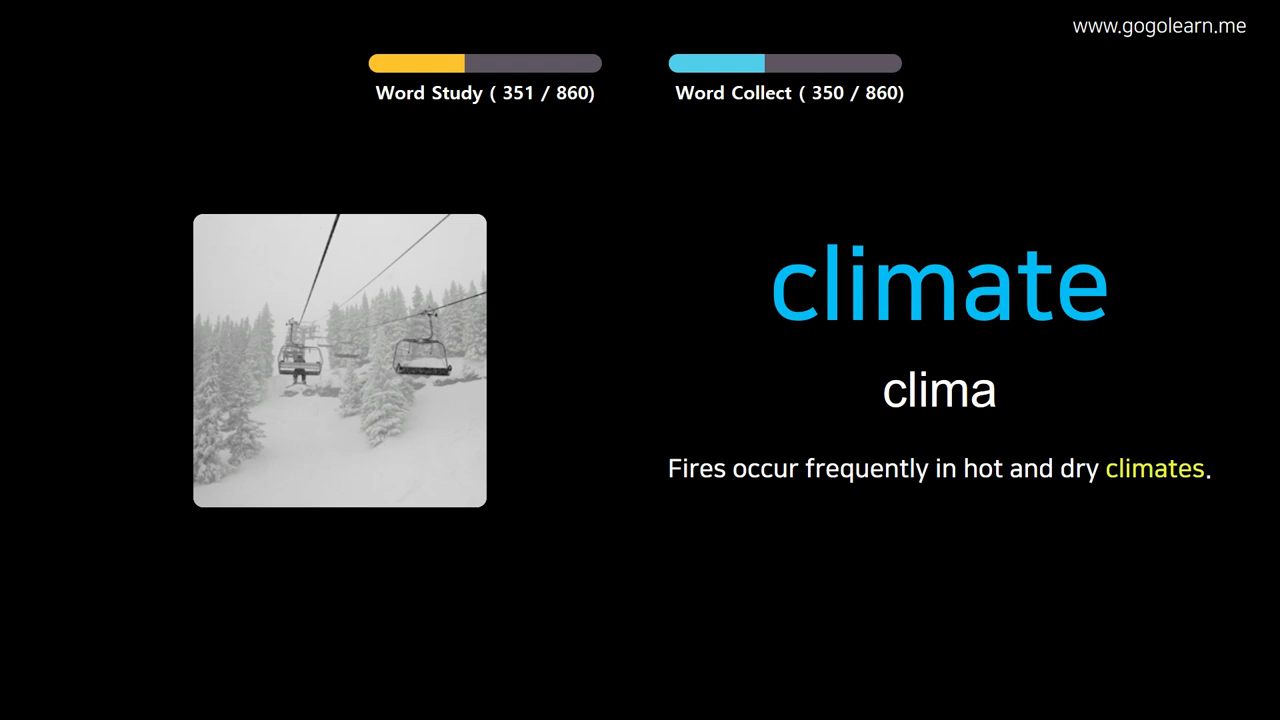 www.gogolearn.me
Word Study ( 351 / 860)
Word Collect ( 350 / 860)
climate
clima
Fires occur frequently in hot and dry climates.